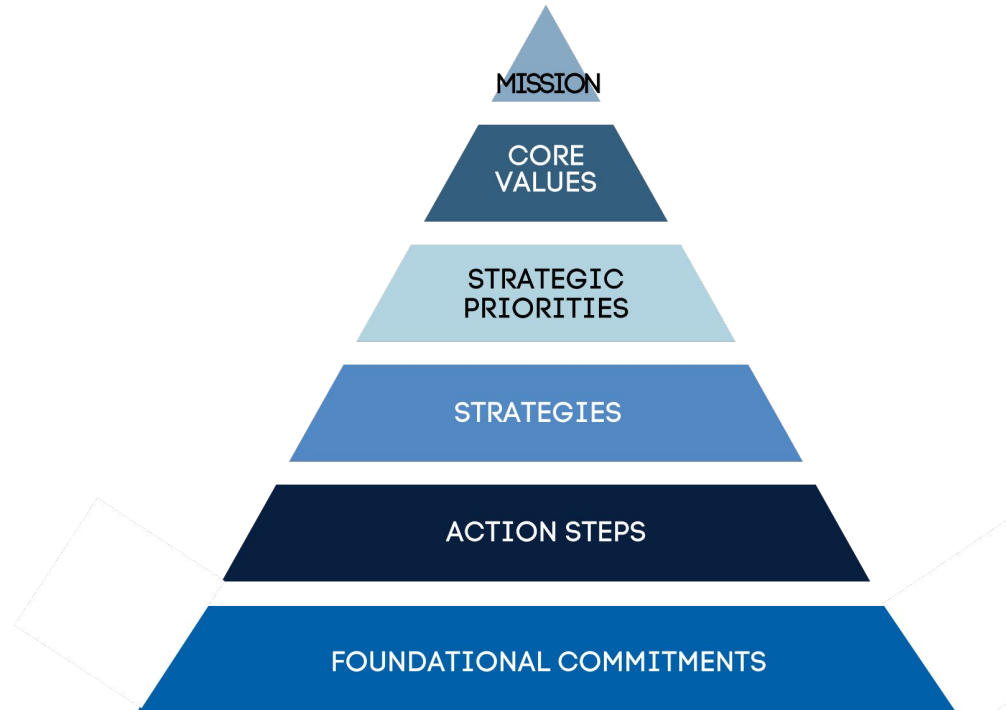 MISSION
CORE
VALUES
STRATEGIC
PRIORITIES
STRATEGIES
ACTION STEPS
FOUNDATIONAL COMMITMENTS